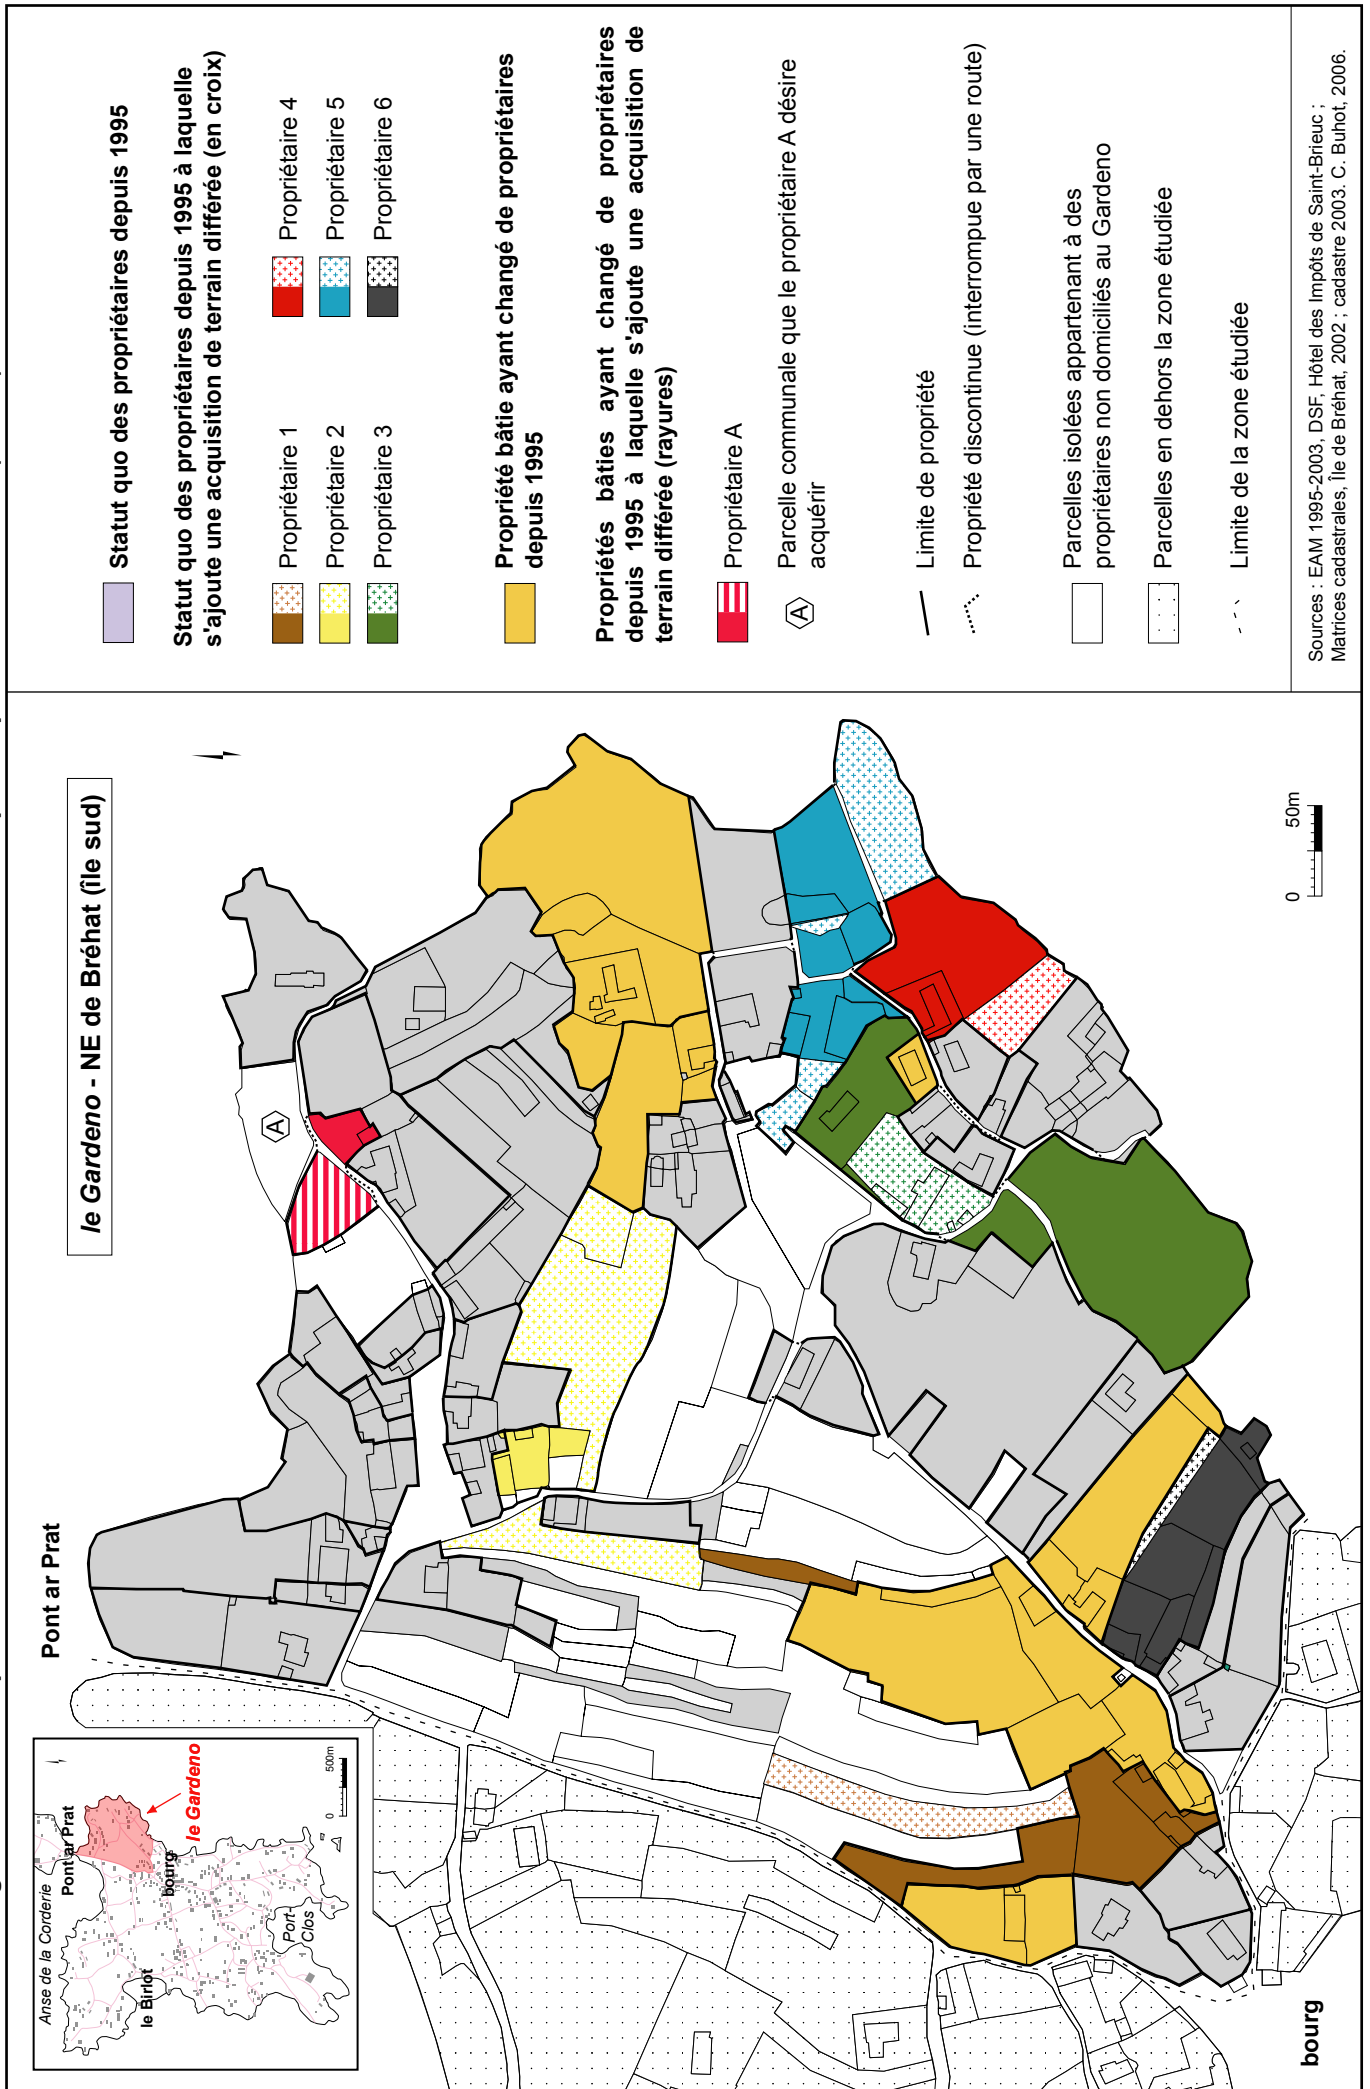 le Gardeno - NE de Bréhat (île sud)
Pont ar Prat
bourg
A
0
50m
Anse de la Corderie
Pont ar Prat
le Gardeno
bourg
le Birlot
Port-
Clos
0
500m
Statut quo des propriétaires depuis 1995
Statut quo des propriétaires depuis 1995 à laquelle
s'ajoute une acquisition de terrain différée (en croix)
Propriétaire 1
Propriétaire 2
Propriétaire 3
Propriétaire 4
Propriétaire 5
Propriétaire 6
Propriété bâtie ayant changé de propriétaires
depuis 1995
Propriétés bâties ayant changé de propriétaires
depuis 1995 à laquelle s'ajoute une acquisition de
terrain différée (rayures)
Propriétaire A
A
Parcelle communale que le propriétaire A désire
acquérir
Limite de propriété
Propriété discontinue (interrompue par une route)
Parcelles isolées appartenant à des
propriétaires non domiciliés au Gardeno
Parcelles en dehors la zone étudiée
Limite de la zone étudiée
Sources : EAM 1995-2003, DSF, Hôtel des Impôts de Saint-Brieuc ;
Matrices cadastrales, Île de Bréhat, 2002 ; cadastre 2003. C. Buhot, 2006.